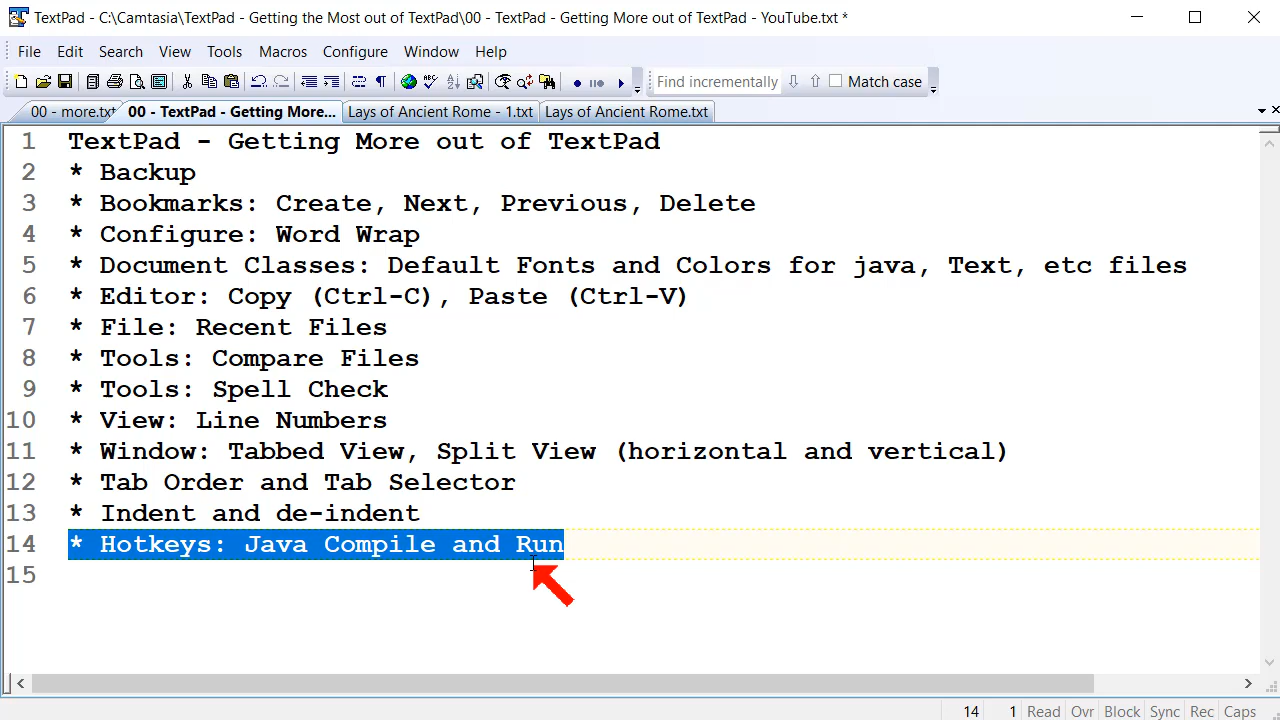 TextPad - C:\Camtasia\TextPad - Getting the Most out of TextPad\00 - TextPad - Getting More out of TextPad - YouTube.txt *
File Edit Search View Tools Macros Configure Window Help
Find incrementally Match case
00 - more.txt 00 - TextPad - Getting More... Lays of Ancient Rome - 1.txt Lays of Ancient Rome.txt
1 TextPad - Getting More out of TextPad
2 * Backup
3 * Bookmarks: Create, Next, Previous, Delete
4 * Configure: Word Wrap
5 * Document Classes: Default Fonts and Colors for java, Text, etc files
6 * Editor: Copy (Ctrl-C), Paste (Ctrl-V)
7 * File: Recent Files
8 * Tools: Compare Files
9 * Tools: Spell Check
10 * View: Line Numbers
11 * Window: Tabbed View, Split View (horizontal and vertical)
12 * Tab Order and Tab Selector
13 * Indent and de-indent
14 * Hotkeys: Java Compile and Run
15
14 1 Read Ovr Block Sync Rec Caps